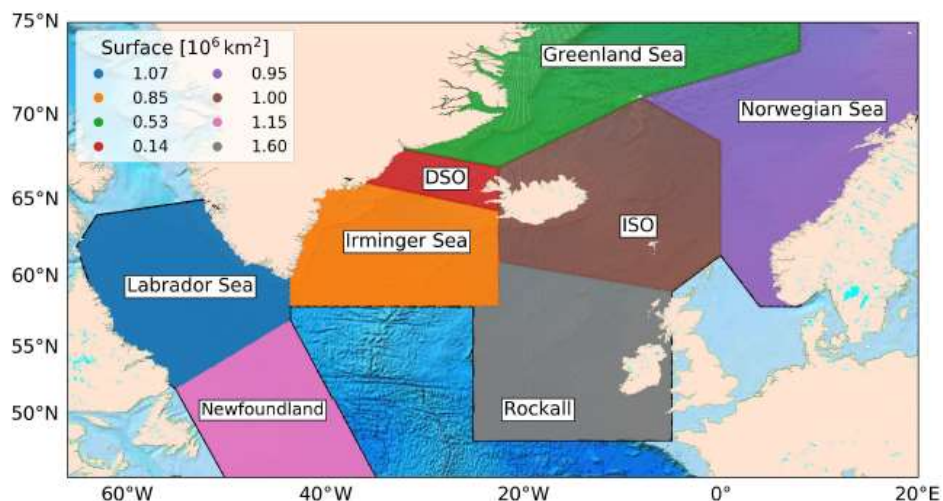 75°N
70°N
65°N
60°N
55°N
50°N
Surface [10⁶ km²]
1.07 0.95
0.85 1.00
0.53 1.15
0.14 1.60
Greenland Sea
Norwegian Sea
DSO
ISO
Irminger Sea
Labrador Sea
Newfoundland
Rockall
60°W 40°W 20°W 0° 20°E